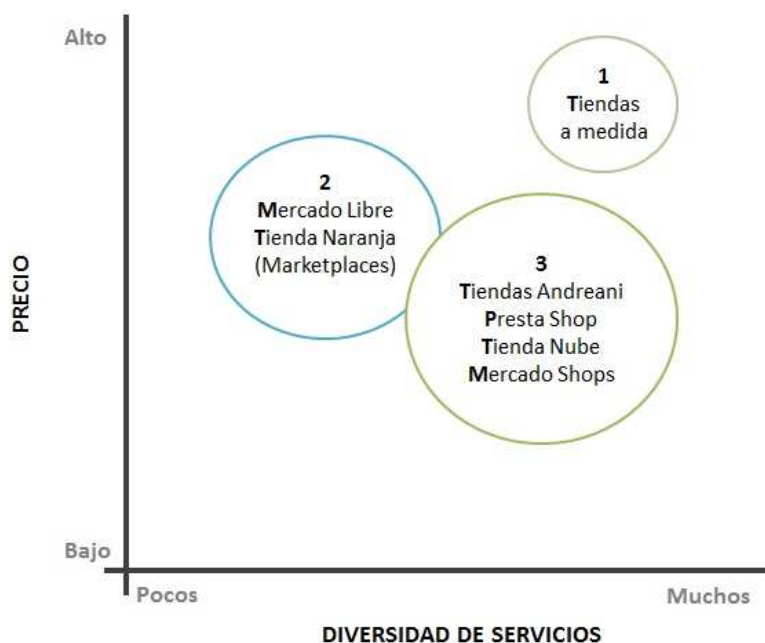 Alto
1
Tiendas
a medida
2
Mercado Libre
Tienda Naranja
(Marketplaces)
3
Tiendas Andreani
Presta Shop
Tienda Nube
Mercado Shops
PRECIO
Bajo
Pocos
Muchos
DIVERSIDAD DE SERVICIOS